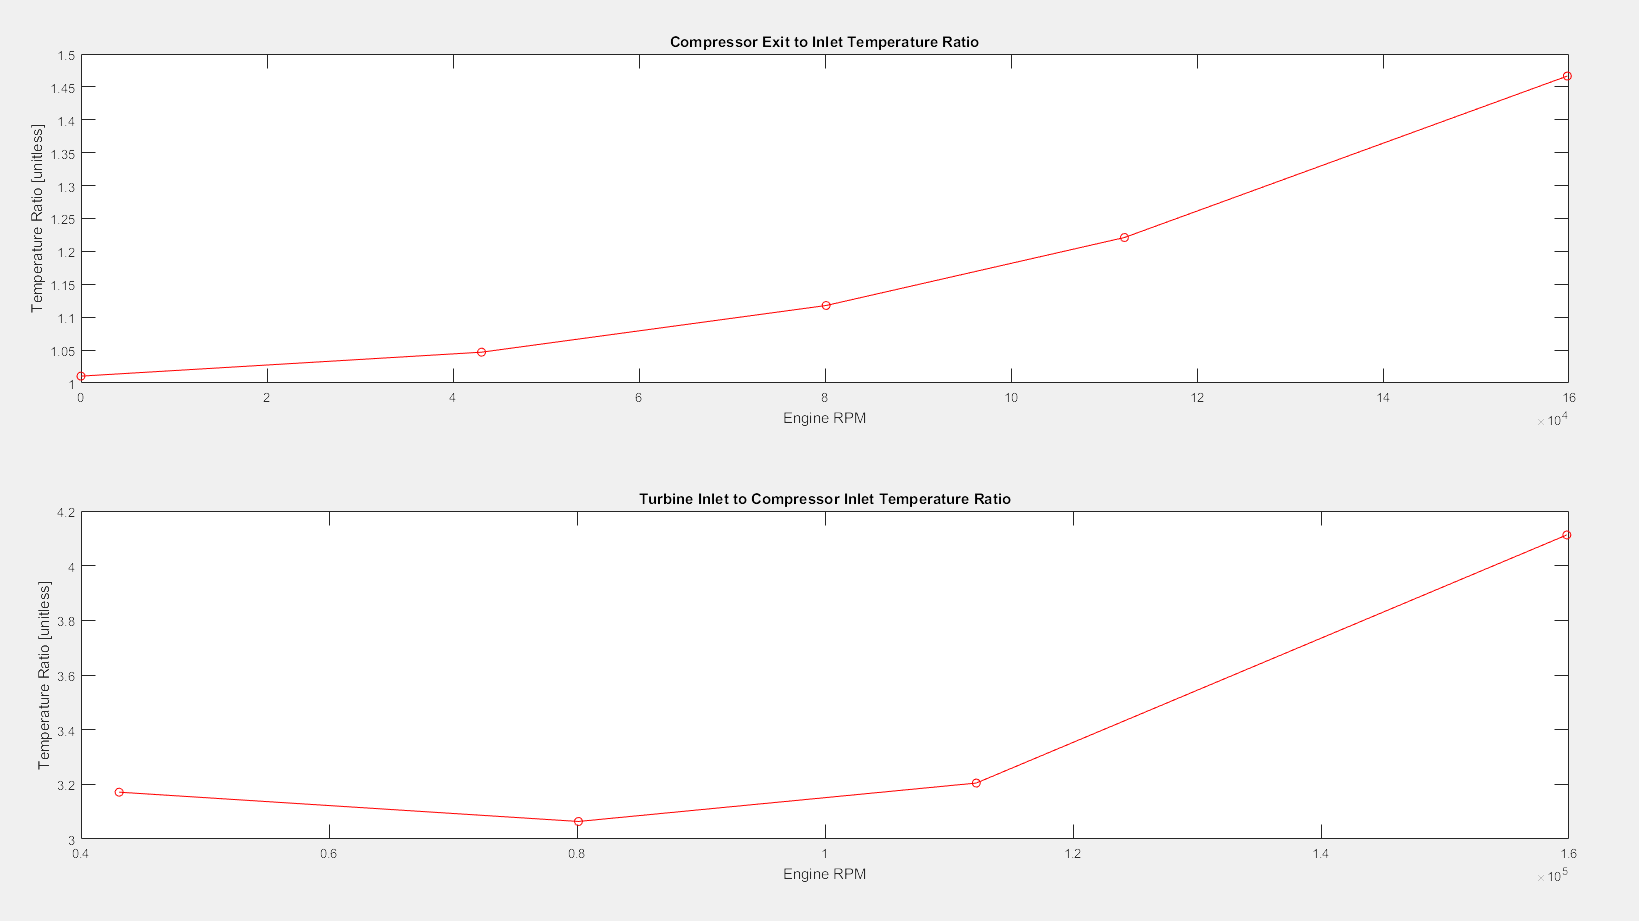 Compressor Exit to Inlet Temperature Ratio
Temperature Ratio [unitless]
1.5
1.45
1.4
1.35
1.3
1.25
1.2
1.15
1.1
1.05
1
0 2 4 6 8 10 12 14 16
Engine RPM
×10^4
Turbine Inlet to Compressor Inlet Temperature Ratio
Temperature Ratio [unitless]
4.2
4
3.8
3.6
3.4
3.2
3
0.4 0.6 0.8 1 1.2 1.4 1.6
Engine RPM
×10^5